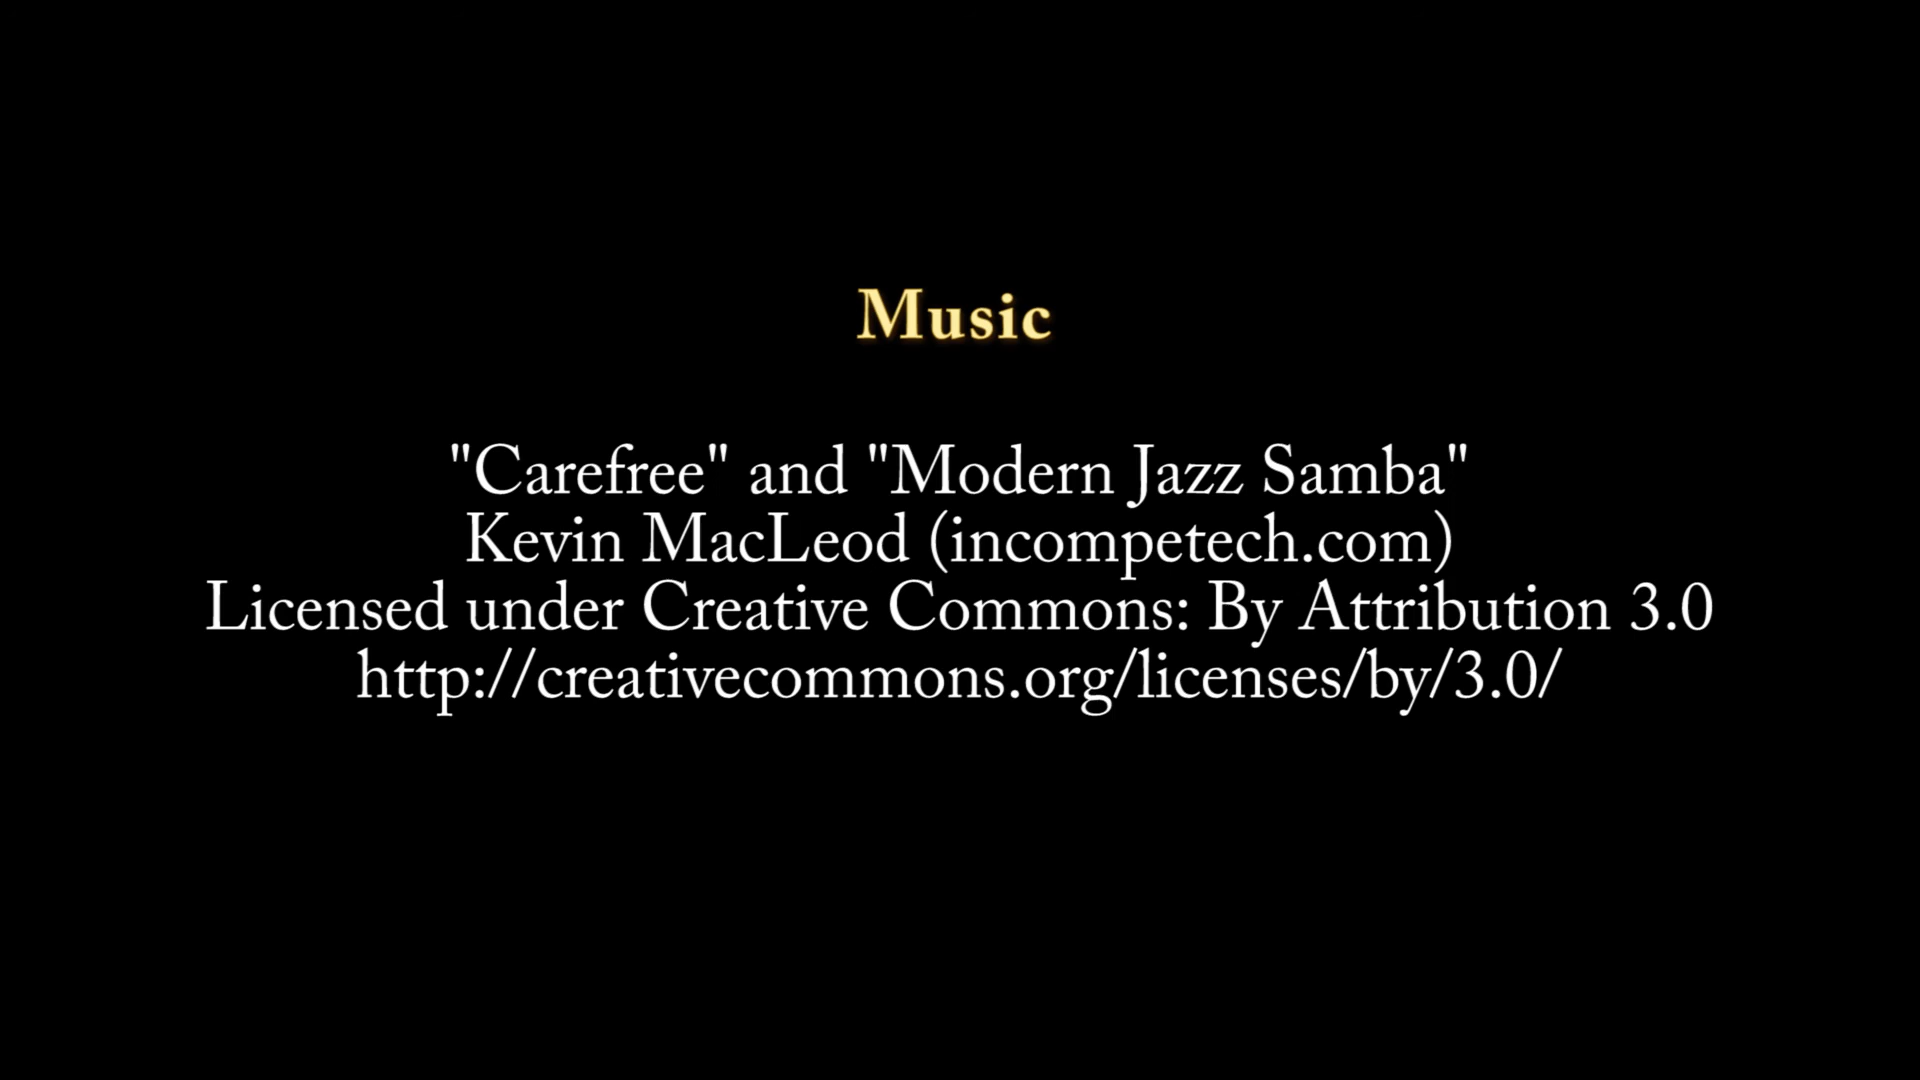 Music
"Carefree" and "Modern Jazz Samba"
Kevin MacLeod (incompetech.com)
Licensed under Creative Commons: By Attribution 3.0
http://creativecommons.org/licenses/by/3.0/